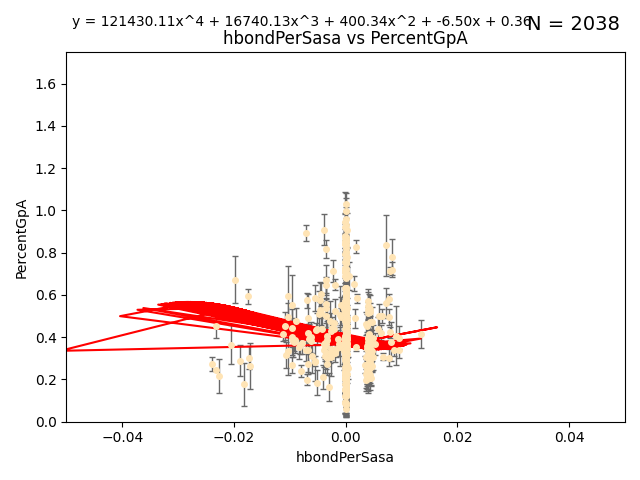 y = 121430.11x^4 + 16740.13x^3 + 400.34x^2 + -6.50x + 0.36
N = 2038
hbondPerSasa vs PercentGpA
1.6
1.4
1.2
1.0
0.8
0.6
0.4
0.2
0.0
PercentGpA
−0.04 −0.02 0.00 0.02 0.04
hbondPerSasa